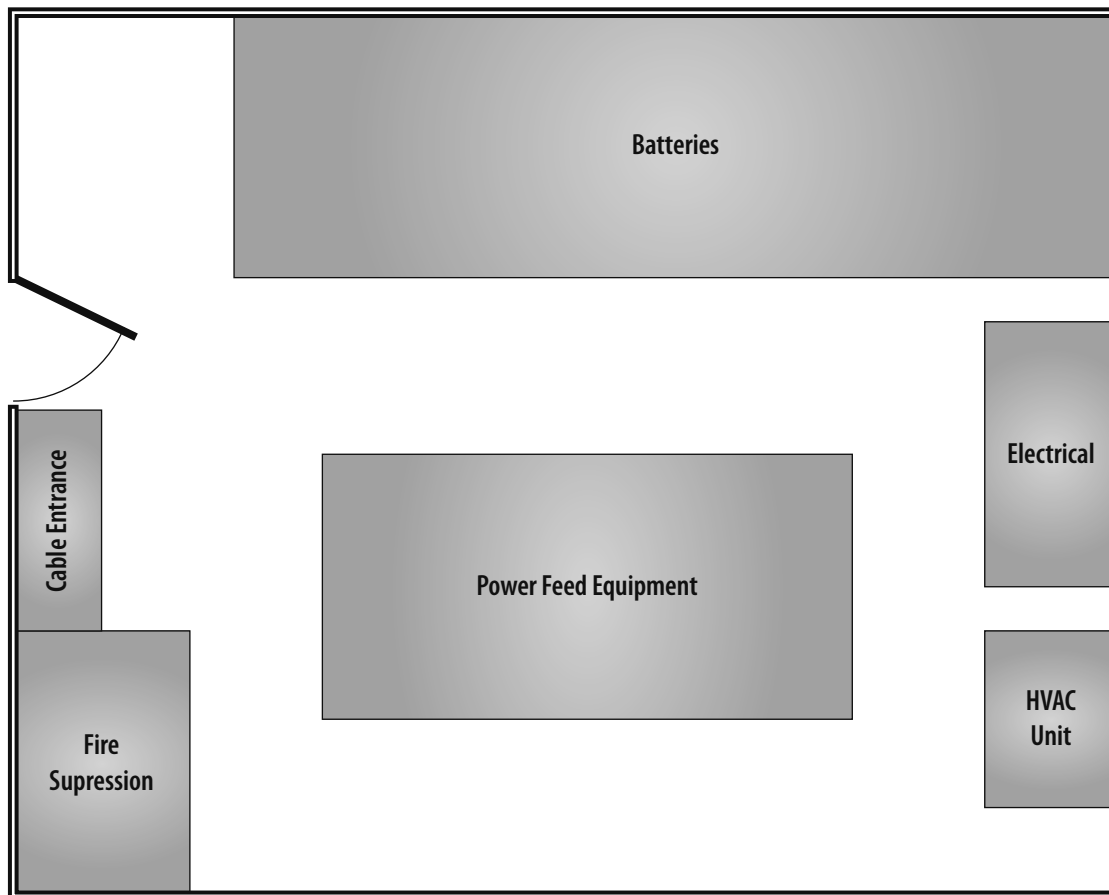 Batteries
Electrical
Cable Entrance
Power Feed Equipment
HVAC
Unit
Fire
Supression